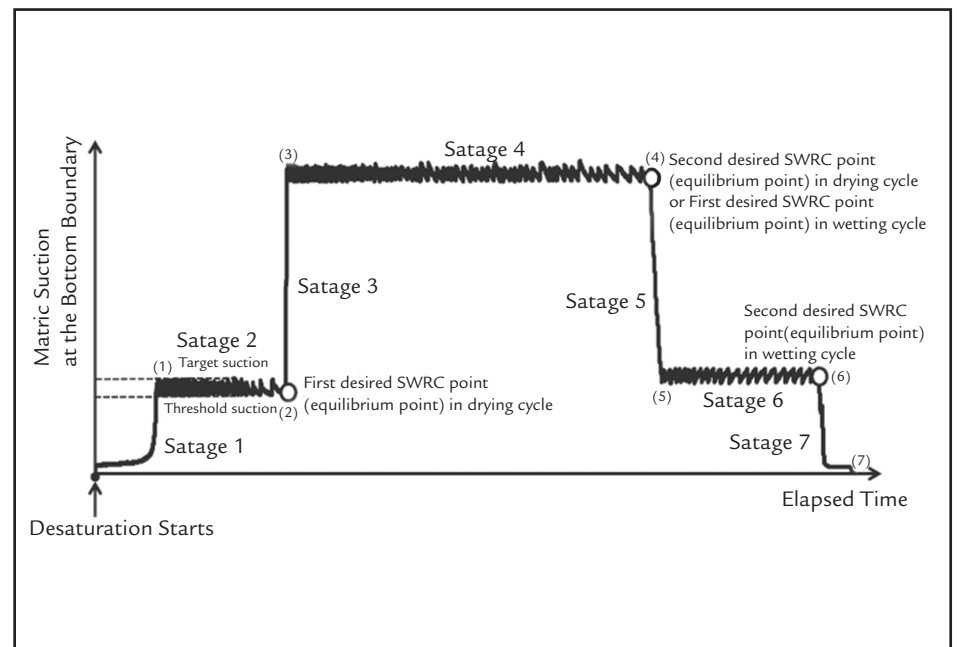 Matric Suction
at the Bottom Boundary
(3)
Satage 4
(4) Second desired SWRC point
(equilibrium point) in drying cycle
or First desired SWRC point
(equilibrium point) in wetting cycle
Satage 3
Satage 5
Second desired SWRC
point(equilibrium point)
in wetting cycle
Satage 2
(1) Target suction
Threshold suction (2)
First desired SWRC point
(equilibrium point) in drying cycle
(6)
(5)
Satage 6
Satage 1
Satage 7
(7)
Elapsed Time
Desaturation Starts